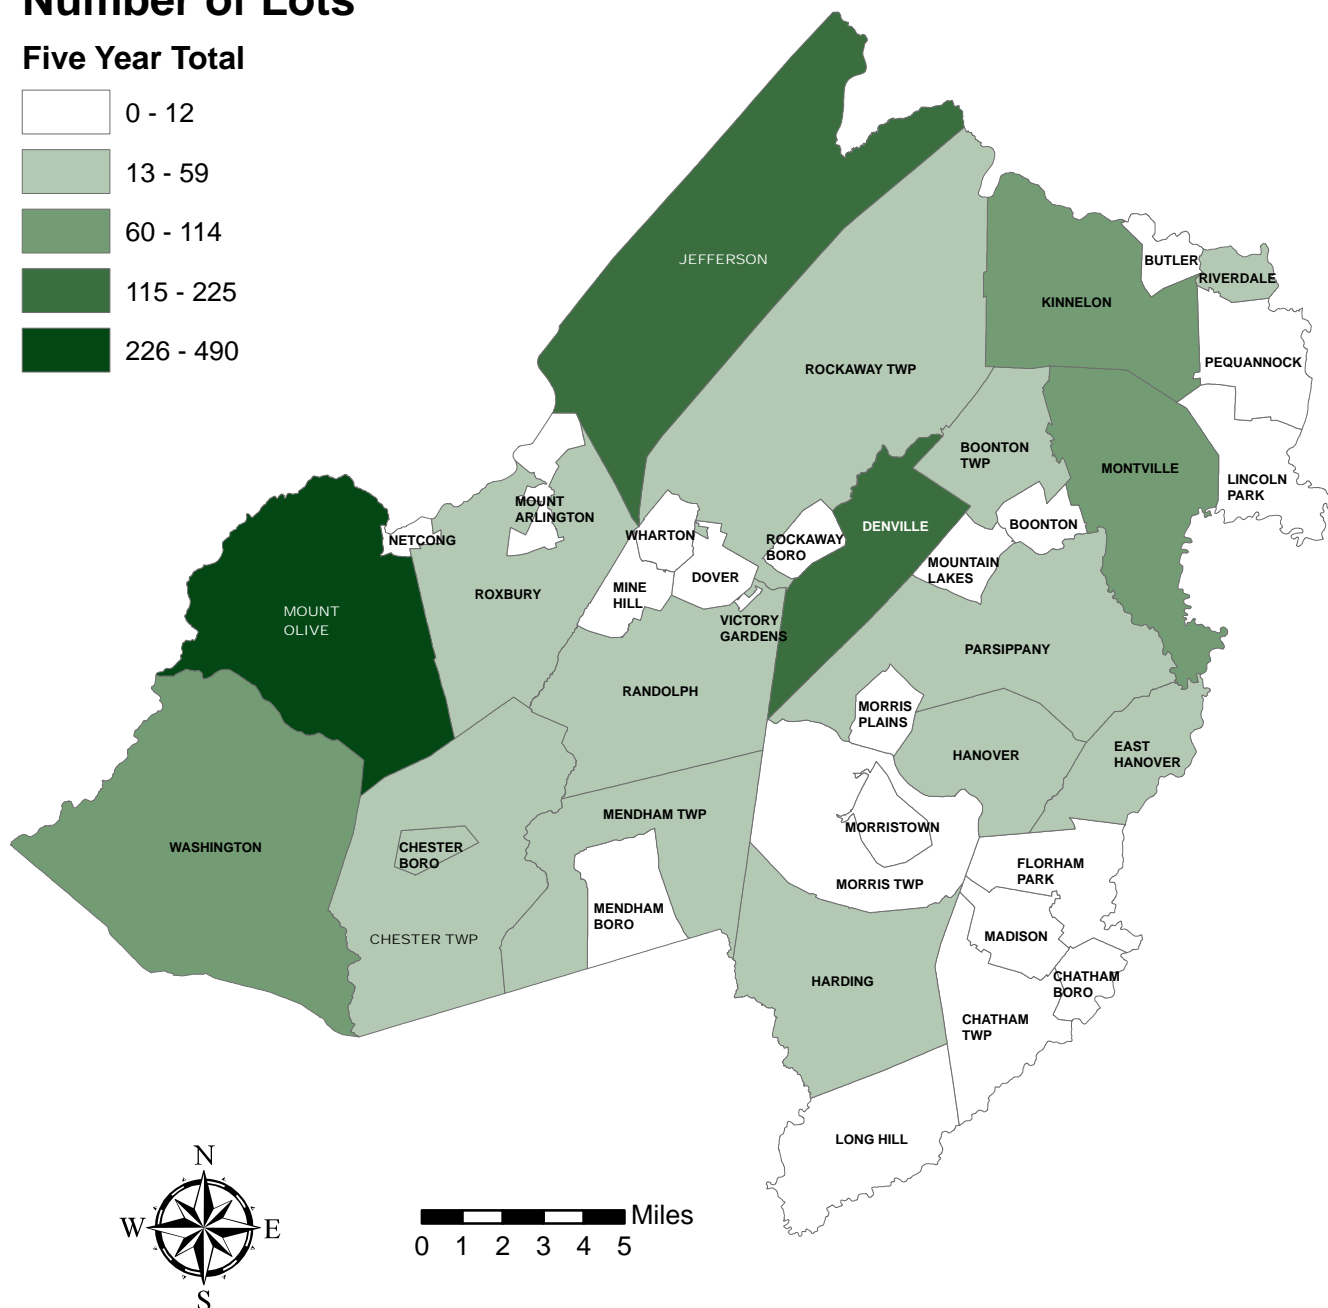 Number of Lots
Five Year Total
0 - 12
13 - 59
60 - 114
115 - 225
226 - 490
JEFFERSON
BUTLER
RIVERDALE
KINNELON
PEQUANNOCK
ROCKAWAY TWP
BOONTON
TWP
MONTVILLE
LINCOLN
PARK
MOUNT
ARLINGTON
NETCONG
WHARTON
ROCKAWAY
BORO
DENVILLE
BOONTON
MOUNTAIN
LAKES
DOVER
MINE
HILL
ROXBURY
MOUNT
OLIVE
VICTORY
GARDENS
PARSIPPANY
RANDOLPH
MORRIS
PLAINS
HANOVER
EAST
HANOVER
MENDHAM TWP
MORRISTOWN
WASHINGTON
CHESTER
BORO
FLORHAM
PARK
MORRIS TWP
MENDHAM
BORO
MADISON
CHESTER TWP
HARDING
CHATHAM
BORO
CHATHAM
TWP
LONG HILL
N
W
E
S
Miles
0 1 2 3 4 5